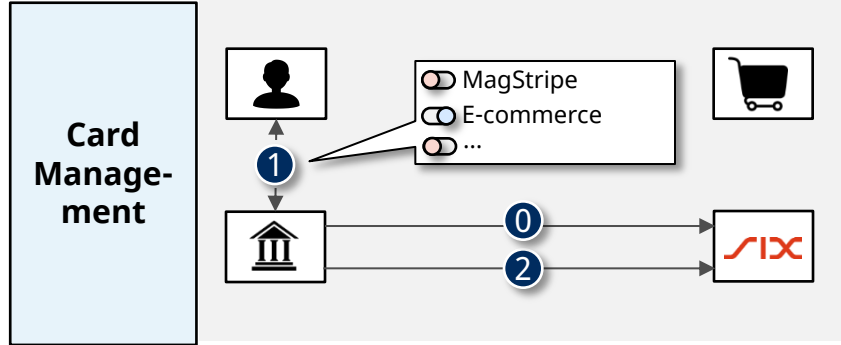 Card
Manage-
ment
MagStripe
E-commerce
...
1
0
2
SIX